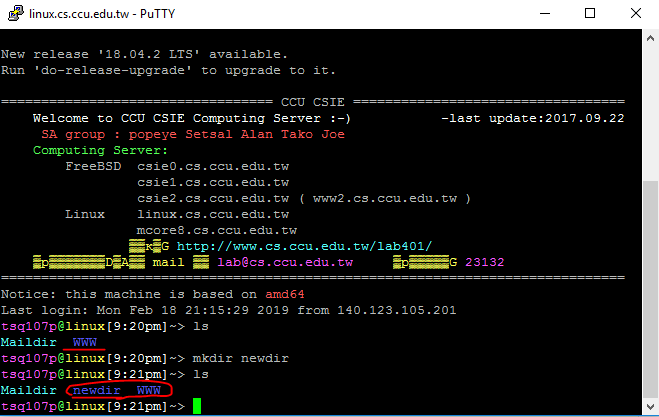 linux.cs.ccu.edu.tw - PuTTY
New release '18.04.2 LTS' available.
Run 'do-release-upgrade' to upgrade to it.
================================== CCU CSIE ==================================
Welcome to CCU CSIE Computing Server :-) -last update:2017.09.22
SA group : popeye Setsal Alan Tako Joe
Computing Server:
FreeBSD csie0.cs.ccu.edu.tw
csie1.cs.ccu.edu.tw
csie2.cs.ccu.edu.tw ( www2.cs.ccu.edu.tw )
Linux linux.cs.ccu.edu.tw
mcore8.cs.ccu.edu.tw
http://www.cs.ccu.edu.tw/lab401/
mail lab@cs.ccu.edu.tw 23132
==============================================================================
Notice: this machine is based on amd64
Last login: Mon Feb 18 21:15:29 2019 from 140.123.105.201
tsq107p@linux[9:20pm]~> ls
Maildir WWW
tsq107p@linux[9:20pm]~> mkdir newdir
tsq107p@linux[9:21pm]~> ls
Maildir newdir WWW
tsq107p@linux[9:21pm]~>